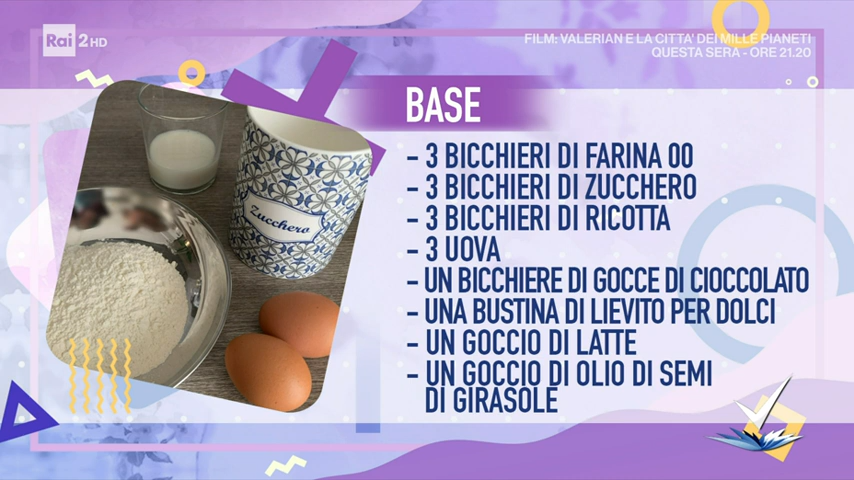 Rai 2HD
FILM: VALERIAN E LA CITTA' DEI MILLE PIANETI
QUESTA SERA - ORE 21.20
BASE
- 3 BICCHIERI DI FARINA 00
- 3 BICCHIERI DI ZUCCHERO
- 3 BICCHIERI DI RICOTTA
- 3 UOVA
- UN BICCHIERE DI GOCCE DI CIOCCOLATO
- UNA BUSTINA DI LIEVITO PER DOLCI
- UN GOCCIO DI LATTE
- UN GOCCIO DI OLIO DI SEMI
DI GIRASOLE
Zucchero